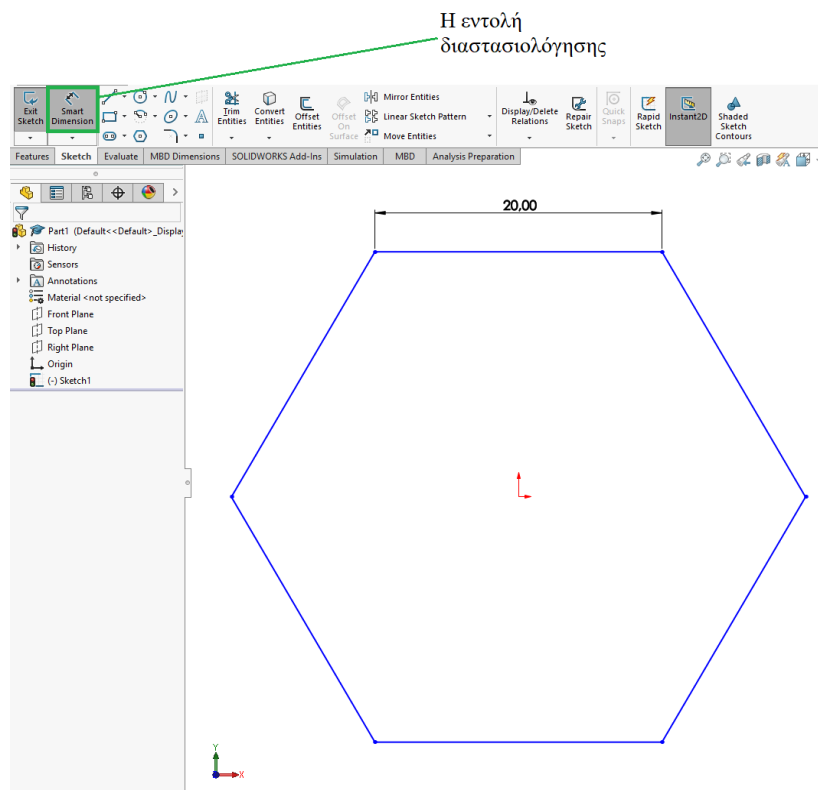 Η εντολή
διαστασιολόγησης
Exit
Sketch
Smart
Dimension
Trim
Entities
Convert
Entities
Offset
Entities
Offset
On
Surface
Mirror Entities
Linear Sketch Pattern
Move Entities
Display/Delete
Relations
Repair
Sketch
Quick
Snaps
Rapid
Sketch
Instant2D
Shaded
Sketch
Contours
Features Sketch Evaluate MBD Dimensions SOLIDWORKS Add-Ins Simulation MBD Analysis Preparation
Part1 (Default<<Default>_Display
History
Sensors
Annotations
Material <not specified>
Front Plane
Top Plane
Right Plane
Origin
(-) Sketch1
20,00
Y
X